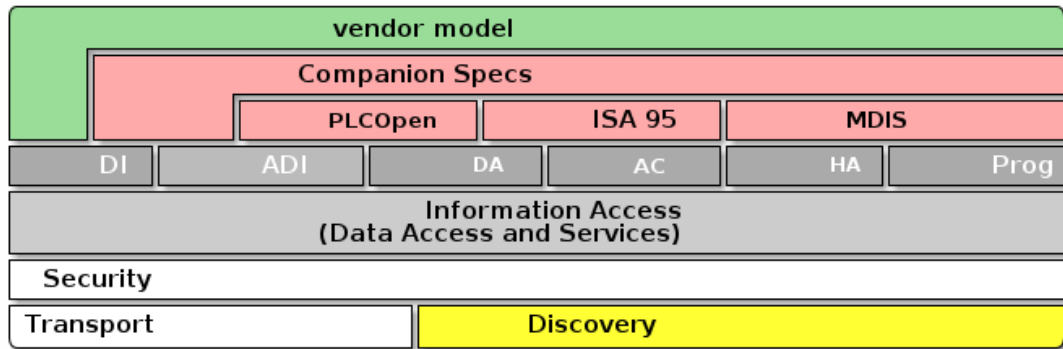 vendor model
Companion Specs
PLCOpen
ISA 95
MDIS
DI
ADI
DA
AC
HA
Prog
Information Access
(Data Access and Services)
Security
Transport
Discovery